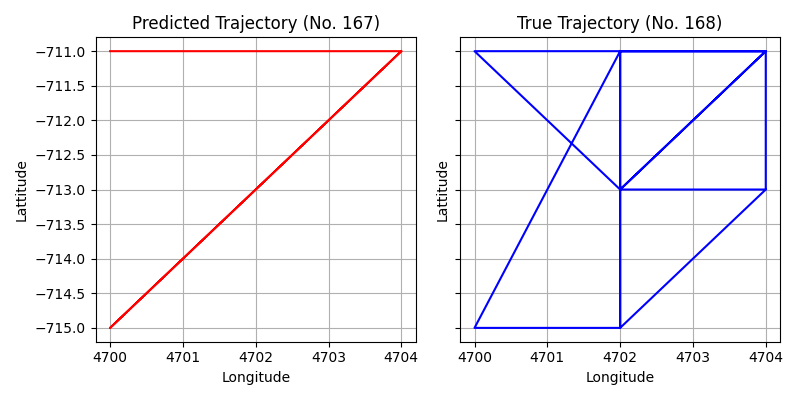 Predicted Trajectory (No. 167)
True Trajectory (No. 168)
Lattitude
−711.0
−711.5
−712.0
−712.5
−713.0
−713.5
−714.0
−714.5
−715.0
4700 4701 4702 4703 4704
Longitude
Lattitude
4700 4701 4702 4703 4704
Longitude